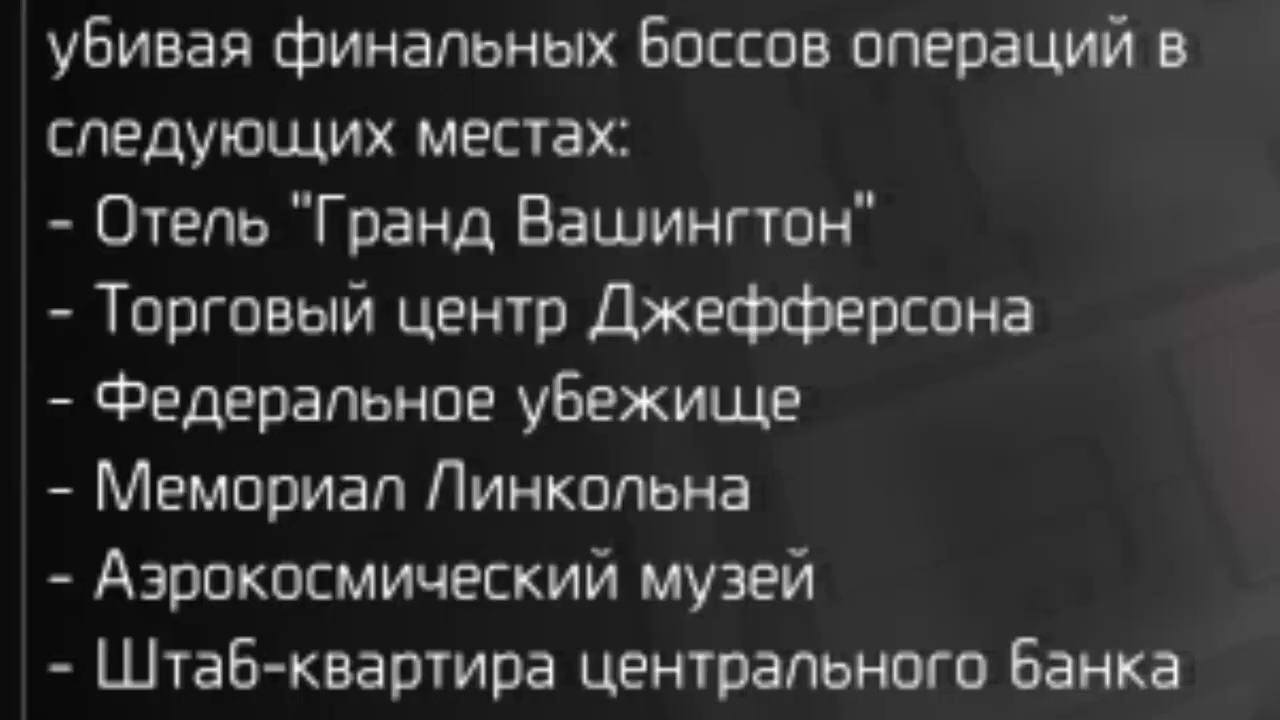 убивая финальных боссов операций в
следующих местах:
- Отель "Гранд Вашингтон"
- Торговый центр Джефферсона
- Федеральное убежище
- Мемориал Линкольна
- Аэрокосмический музей
- Штаб-квартира центрального банка